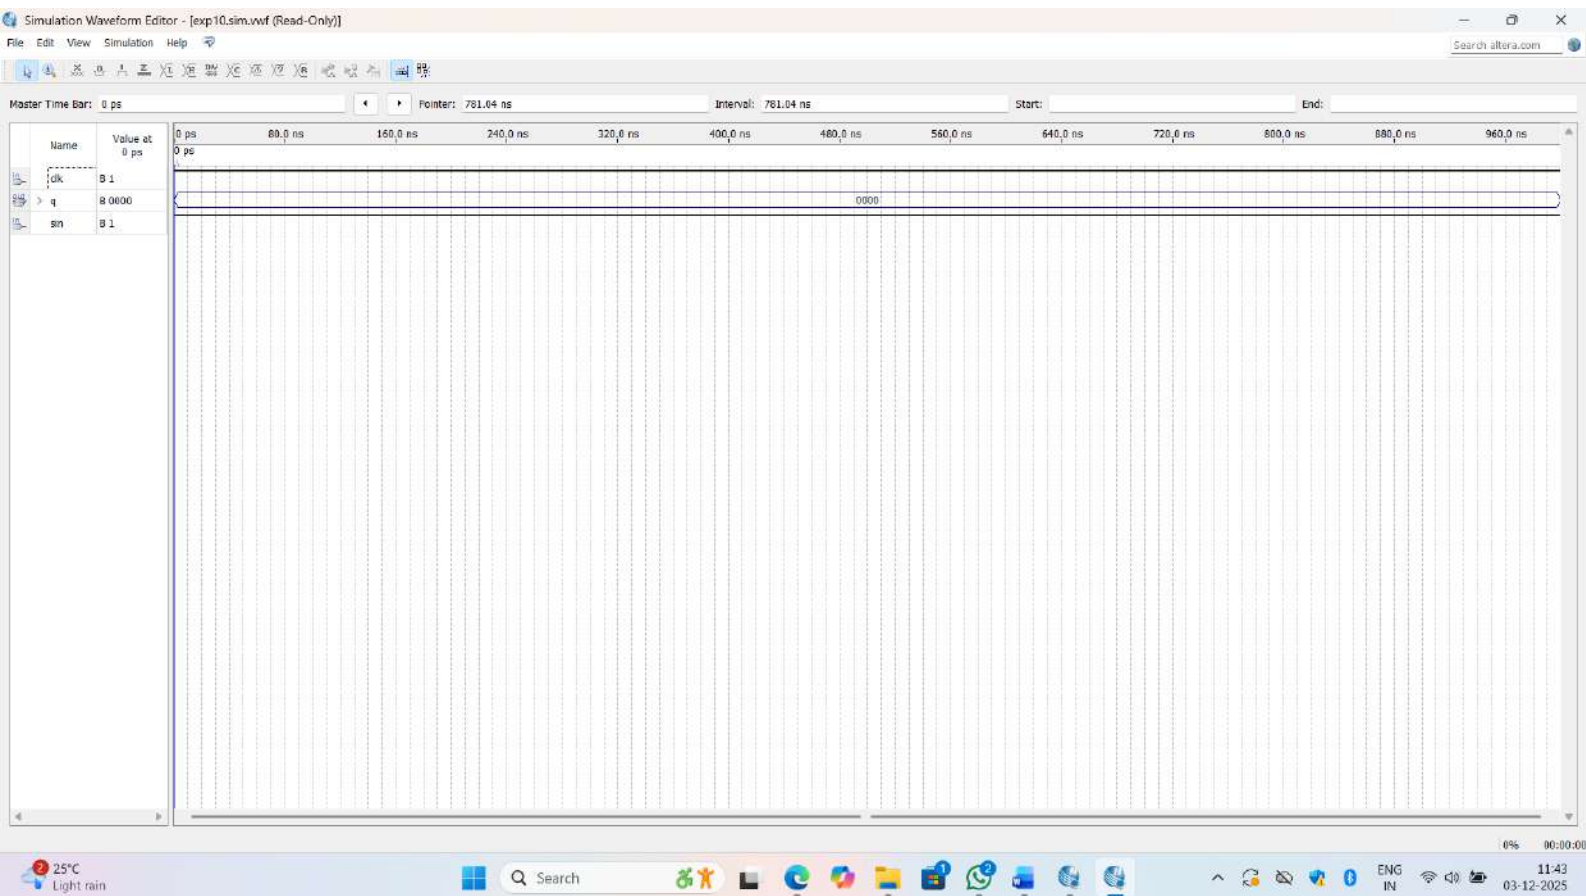 Simulation Waveform Editor - [exp10.sim.vwf (Read-Only)]
File Edit View Simulation Help
Search altera.com
Master Time Bar: 0 ps Pointer: 781.04 ns Interval: 781.04 ns Start: End:
Name Value at 0 ps
0 ps 80.0 ns 160.0 ns 240.0 ns 320.0 ns 400.0 ns 480.0 ns 560.0 ns 640.0 ns 720.0 ns 800.0 ns 880.0 ns 960.0 ns
0 ps
clk B 1
q B 0000 0000
sin B 1
0% 00:00:00
2 25°C
Light rain
Search
1
2
ENG
IN
11:43
03-12-2025